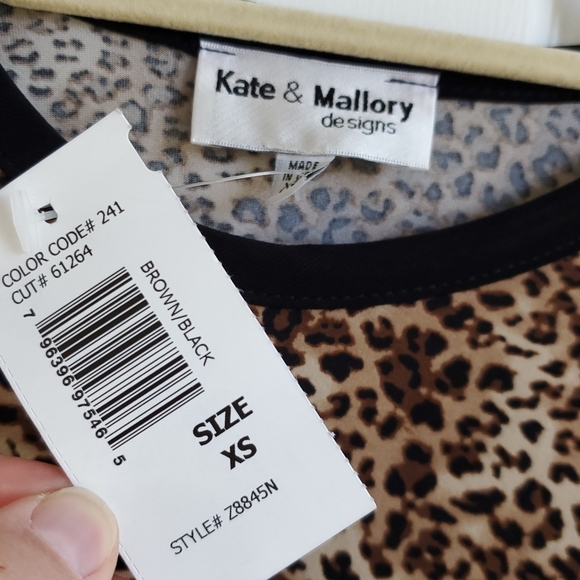 Kate & Mallory
designs
MADE
COLOR CODE# 241
CUT# 61264
BROWN/BLACK
7 96396 97546 5
SIZE
XS
STYLE# Z8845N